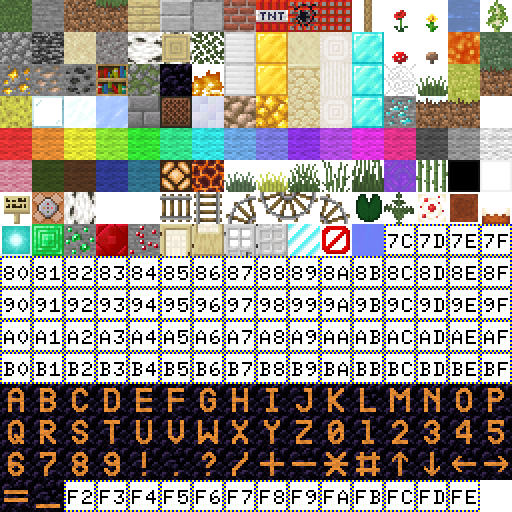 TNT
7C 7D 7E 7F
80 81 82 83 84 85 86 87 88 89 8A 8B 8C 8D 8E 8F
90 91 92 93 94 95 96 97 98 99 9A 9B 9C 9D 9E 9F
A0 A1 A2 A3 A4 A5 A6 A7 A8 A9 AA AB AC AD AE AF
B0 B1 B2 B3 B4 B5 B6 B7 B8 B9 BA BB BC BD BE BF
A B C D E F G H I J K L M N O P
Q R S T U V W X Y Z 0 1 2 3 4 5
6 7 8 9 ! . ? / + - * # ↑ ↓ ← →
= _ F2 F3 F4 F5 F6 F7 F8 F9 FA FB FC FD FE